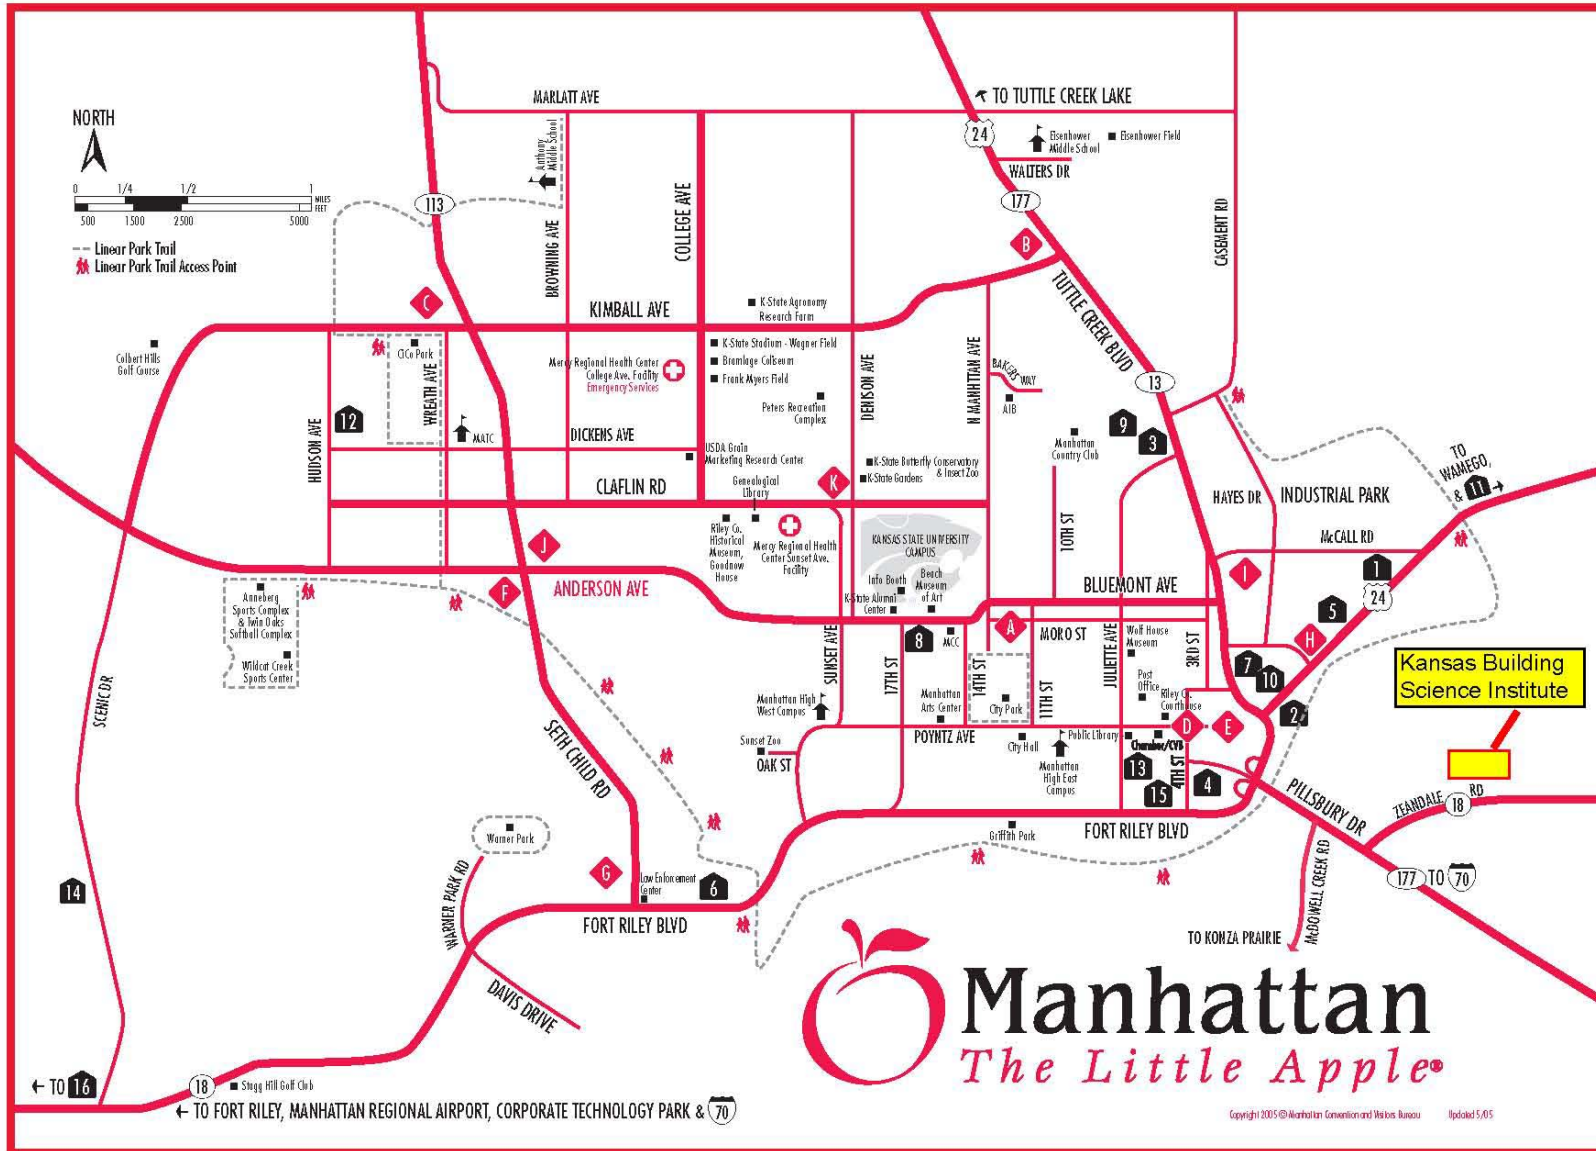 NORTH
0 1/4 1/2 1
MILES
FEET
500 1500 2500 5000
Linear Park Trail
Linear Park Trail Access Point
MARLATT AVE
TO TUTTLE CREEK LAKE
24
Eisenhower
Middle School
Eisenhower Field
WALTERS DR
177
Anthony
Middle School
113
BROWNING AVE
COLLEGE AVE
CASEMENT RD
B
C
KIMBALL AVE
TUTTLE CREEK BLVD
K-State Agronomy
Research Farm
Colbert Hills
Golf Course
CiCo Park
K-State Stadium - Wagner Field
Bramlage Coliseum
Frank Myers Field
Mercy Regional Health Center
College Ave. Facility
Emergency Services
Peters Recreation
Complex
WREATH AVE
DENISON AVE
N MANHTTAN AVE
BAKERS WAY
AIB
13
HUDSON AVE
12
MATC
DICKENS AVE
USDA Grain
Marketing Research Center
Manhattan
Country Club
9
3
K-State Butterfly Conservatory
& Insect Zoo
K-State Gardens
Genealogical
Library
K
CLAFLIN RD
HAYES DR
INDUSTRIAL PARK
TO
WAMEGO,
& 11
10TH ST
Riley Co.
Historical
Museum,
Goodnow
House
Mercy Regional Health
Center Sunset Ave.
Facility
KANSAS STATE UNIVERSITY
CAMPUS
McCALL RD
J
F
ANDERSON AVE
Info Booth
Beach
Museum
of Art
K-State Alumni
Center
BLUEMONT AVE
I
1
24
5
H
Anneberg
Sports Complex
& Twin Oaks
Softball Complex
Wildcat Creek
Sports Center
SCENIC DR
SUNSET AVE
17TH ST
8
MCC
14TH ST
A
MORO ST
11TH ST
JULIETTE AVE
Wolf House
Museum
3RD ST
7
10
2
Kansas Building
Science Institute
Post
Office
Riley Co.
Courthouse
Manhattan High
West Campus
Manhattan
Arts Center
City Park
D
E
SETH CHILD RD
Sunset Zoo
OAK ST
POYNTZ AVE
City Hall
Public Library
Chamber/CVB
Manhattan
High East
Campus
13
15
4TH ST
4
PILLSBURY DR
ZEANDALE RD
18
Warner Park
Griffith Park
FORT RILEY BLVD
G
Law Enforcement
Center
6
WARNER PARK RD
14
FORT RILEY BLVD
McDOWELL CREEK RD
177 TO 70
TO KONZA PRAIRIE
DAVIS DRIVE
Manhattan
The Little Apple®
TO 16
18
Stagg Hill Golf Club
TO FORT RILEY, MANHATTAN REGIONAL AIRPORT, CORPORATE TECHNOLOGY PARK & 70
Copyright 2005 © Manhattan Convention and Visitors Bureau Updated 5/05